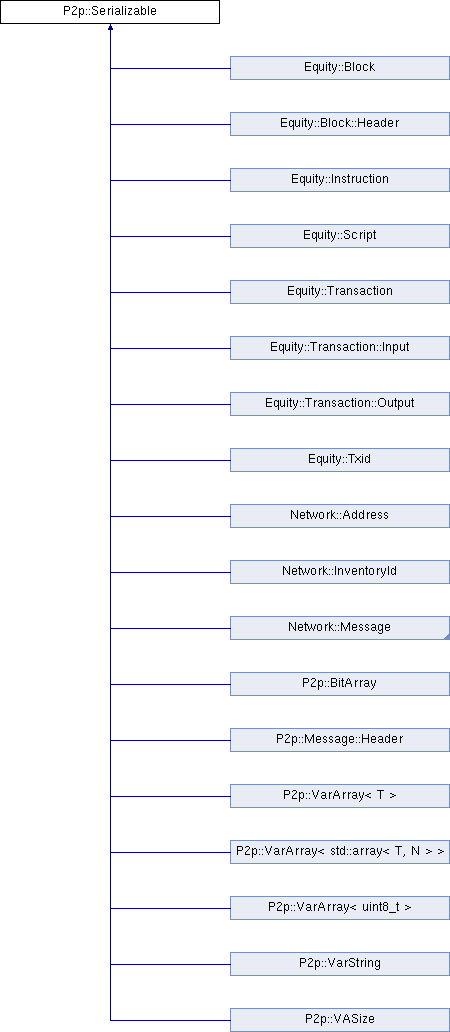 P2p::Serializable
Equity::Block
Equity::Block::Header
Equity::Instruction
Equity::Script
Equity::Transaction
Equity::Transaction::Input
Equity::Transaction::Output
Equity::Txid
Network::Address
Network::InventoryId
Network::Message
P2p::BitArray
P2p::Message::Header
P2p::VarArray< T >
P2p::VarArray< std::array< T, N > >
P2p::VarArray< uint8_t >
P2p::VarString
P2p::VASize